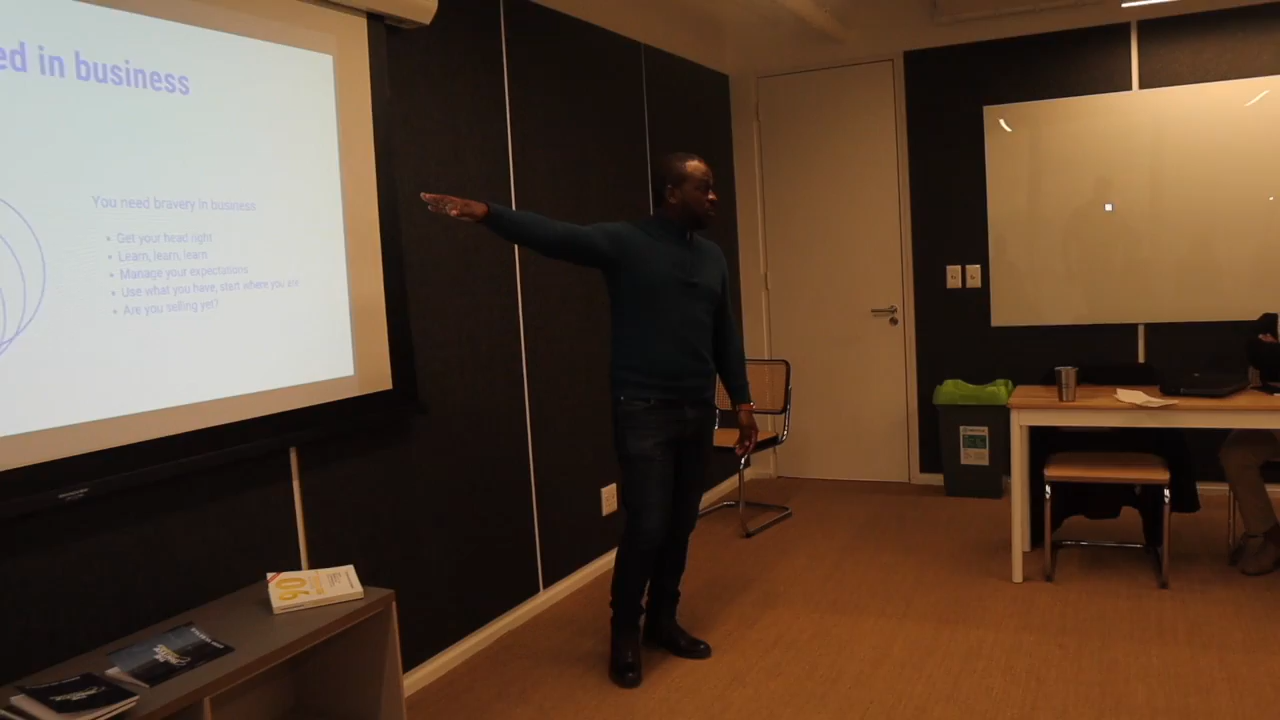 ed in business
You need bravery in business
Get your head right
Learn, learn, learn
Manage your expectations
Use what you have, start where you are
Are you selling yet?
90